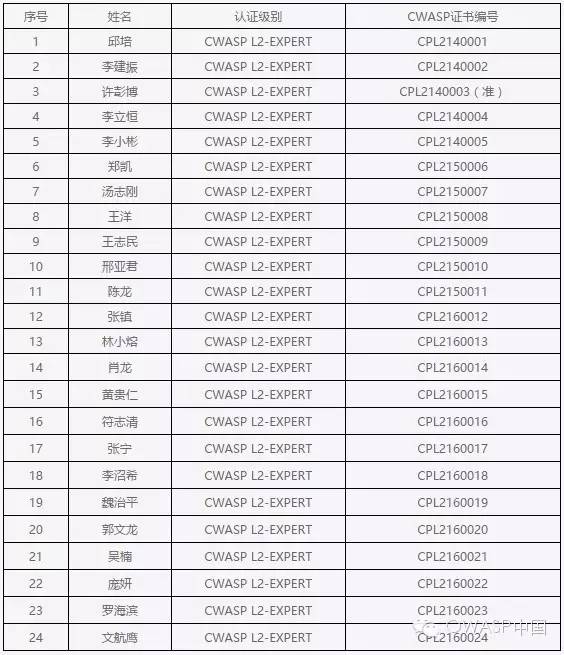 序号 姓名 认证级别 CWASP证书编号
1 邱培 CWASP L2-EXPERT CPL2140001
2 李建振 CWASP L2-EXPERT CPL2140002
3 许彭博 CWASP L2-EXPERT CPL2140003（准）
4 李立恒 CWASP L2-EXPERT CPL2140004
5 李小彬 CWASP L2-EXPERT CPL2140005
6 郑凯 CWASP L2-EXPERT CPL2150006
7 汤志刚 CWASP L2-EXPERT CPL2150007
8 王洋 CWASP L2-EXPERT CPL2150008
9 王志民 CWASP L2-EXPERT CPL2150009
10 邢亚君 CWASP L2-EXPERT CPL2150010
11 陈龙 CWASP L2-EXPERT CPL2150011
12 张镇 CWASP L2-EXPERT CPL2160012
13 林小熔 CWASP L2-EXPERT CPL2160013
14 肖龙 CWASP L2-EXPERT CPL2160014
15 黄贵仁 CWASP L2-EXPERT CPL2160015
16 符志清 CWASP L2-EXPERT CPL2160016
17 张宁 CWASP L2-EXPERT CPL2160017
18 李沼希 CWASP L2-EXPERT CPL2160018
19 魏治平 CWASP L2-EXPERT CPL2160019
20 郭文龙 CWASP L2-EXPERT CPL2160020
21 吴楠 CWASP L2-EXPERT CPL2160021
22 庞妍 CWASP L2-EXPERT CPL2160022
23 罗海滨 CWASP L2-EXPERT CPL2160023
24 文航鹰 CWASP L2-EXPERT CPL2160024
OWASP中国